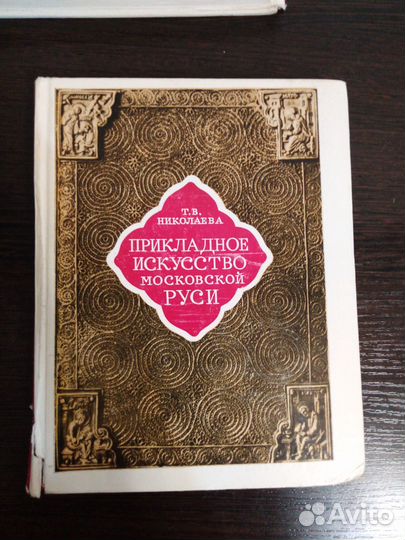 Т. В.
НИКОЛАЕВА
ПРИКЛАДНОЕ
ИСКУССТВО
МОСКОВСКОЙ
РУСИ
Avito